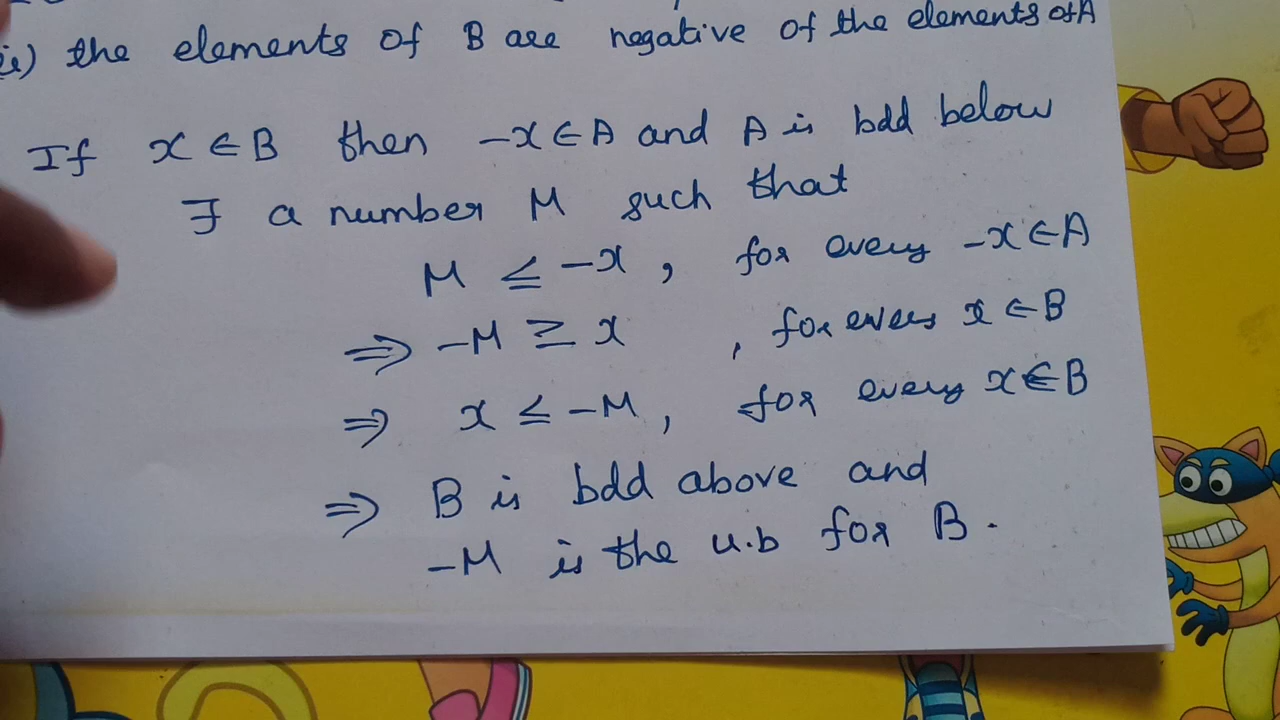 ie) the elements of B are negative of the elements of A
If x ∈ B then -x ∈ A and A is bdd below
∃ a number M such that
M ≤ -x, for every -x ∈ A
⇒ -M ≥ x, for every x ∈ B
⇒ x ≤ -M, for every x ∈ B
⇒ B is bdd above and
-M is the u.b for B.